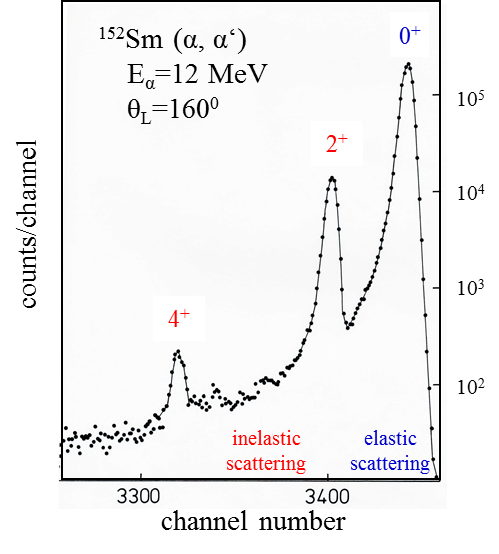 ¹⁵²Sm (α, α‘)
Eα=12 MeV
θL=160⁰
0⁺
2⁺
4⁺
10⁵
10⁴
10³
10²
counts/channel
inelastic
scattering
elastic
scattering
3300
3400
channel number